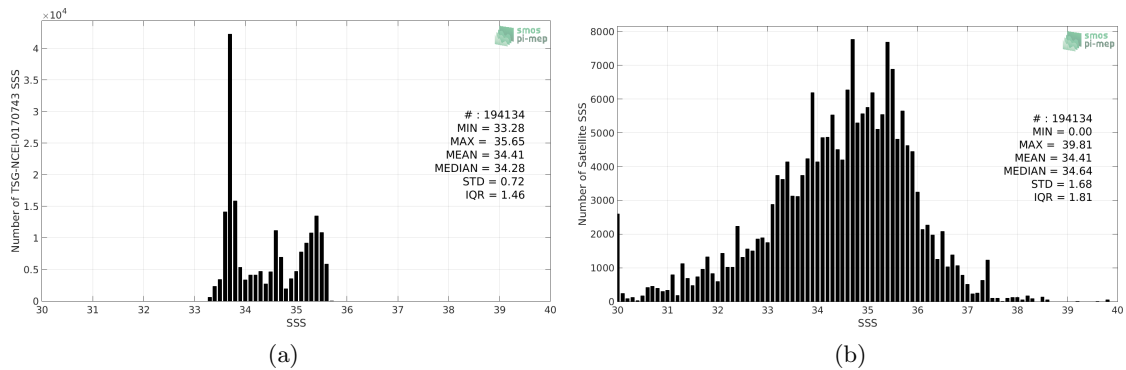 ×10⁴
4
3.5
3
2.5
2
1.5
1
0.5
0
Number of TSG-NCEI-0170743 SSS
30 31 32 33 34 35 36 37 38 39 40
SSS
smos
pi-mep
# : 194134
MIN = 33.28
MAX = 35.65
MEAN = 34.41
MEDIAN = 34.28
STD = 0.72
IQR = 1.46
(a)
8000
7000
6000
5000
4000
3000
2000
1000
0
Number of Satellite SSS
30 31 32 33 34 35 36 37 38 39 40
SSS
smos
pi-mep
# : 194134
MIN = 0.00
MAX = 39.81
MEAN = 34.41
MEDIAN = 34.64
STD = 1.68
IQR = 1.81
(b)